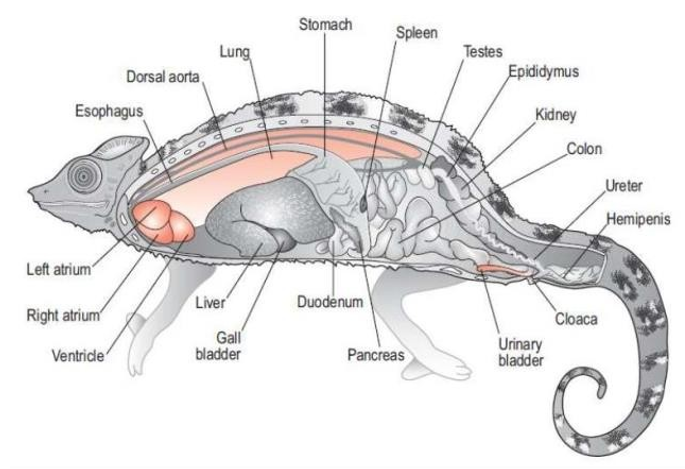 Stomach
Spleen
Lung
Testes
Dorsal aorta
Epididymus
Esophagus
Kidney
Colon
Ureter
Hemipenis
Left atrium
Right atrium
Liver
Duodenum
Cloaca
Ventricle
Gall
bladder
Pancreas
Urinary
bladder